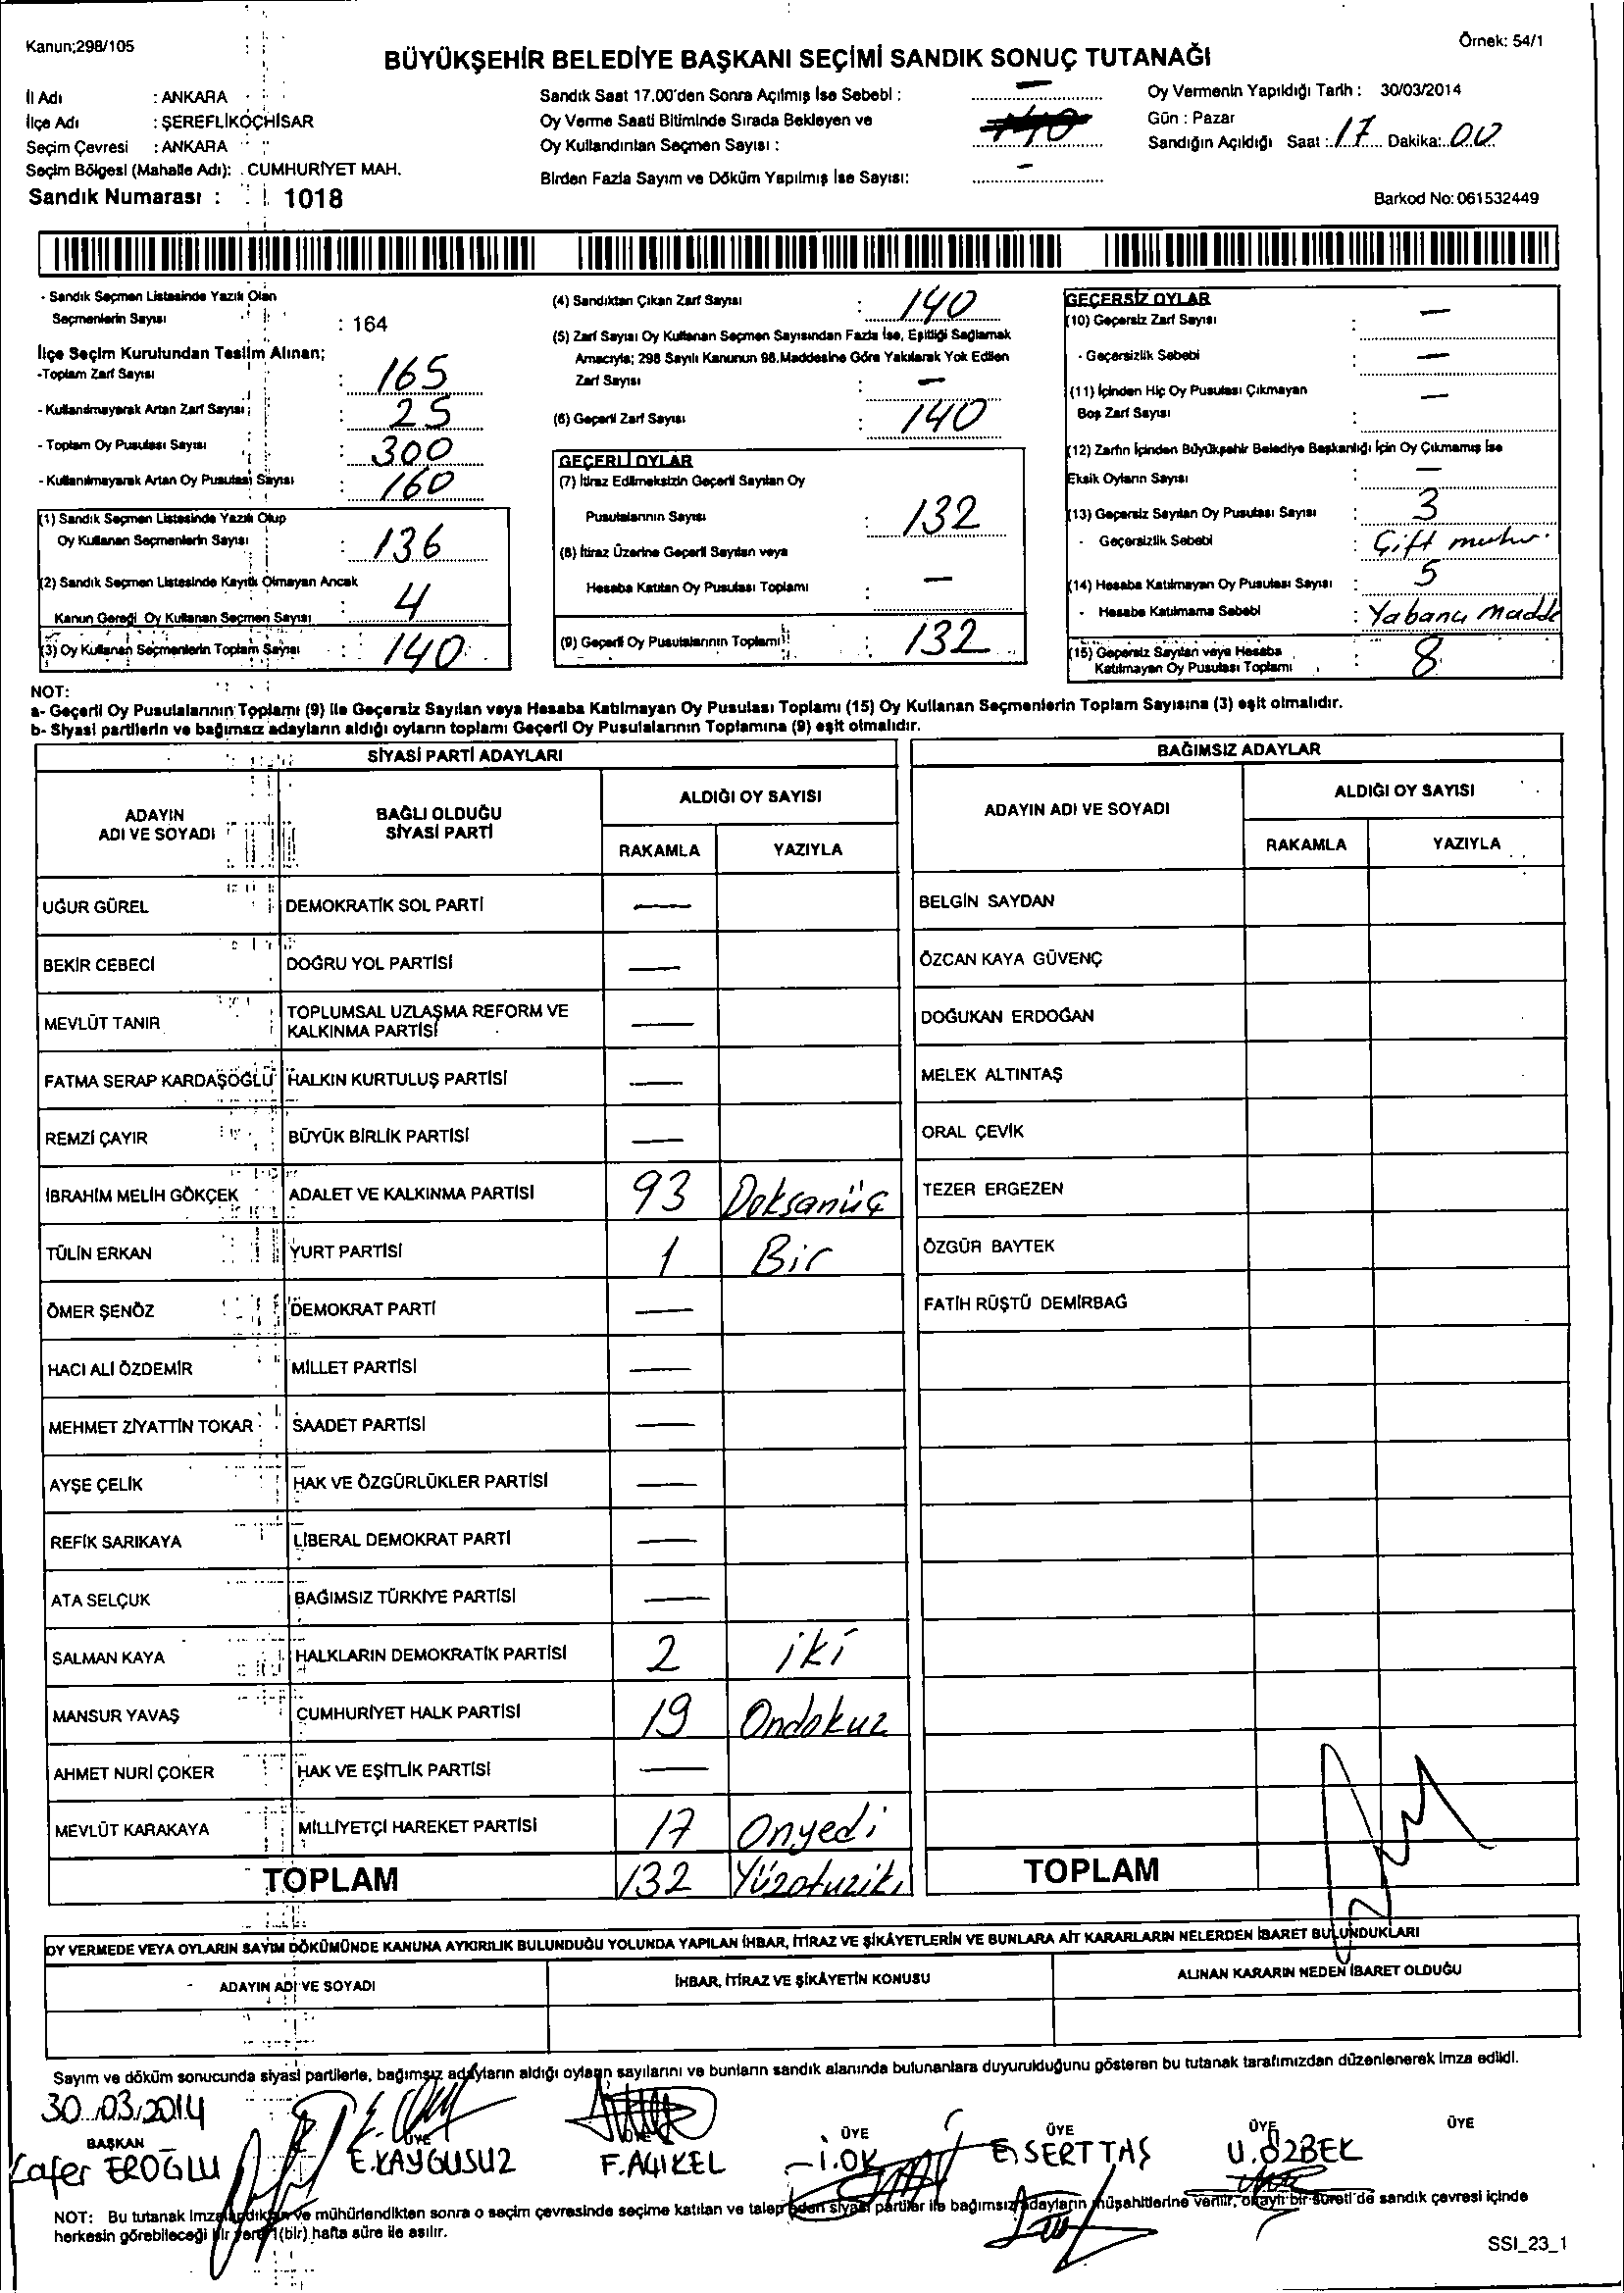 Kanun;298/105
Örnek: 54/1
BÜYÜKŞEHİR BELEDİYE BAŞKANI SEÇİMİ SANDIK SONUÇ TUTANAĞI
İl Adı : ANKARA
İlçe Adı : ŞEREFLİKOÇHİSAR
Seçim Çevresi : ANKARA
Seçim Bölgesi (Mahalle Adı): CUMHURİYET MAH.
Sandık Numarası : 1018
Sandık Saat 17.00'den Sonra Açılmış İse Sebebi : —
Oy Verme Saati Bitiminde Sırada Bekleyen ve
Oy Kullandırılan Seçmen Sayısı :
Birden Fazla Sayım ve Döküm Yapılmış İse Sayısı: —
Oy Vermenin Yapıldığı Tarih : 30/03/2014
Gün : Pazar
Sandığın Açıldığı Saat : 17 Dakika: 00
Barkod No: 061532449
- Sandık Seçmen Listesinde Yazılı Olan
Seçmenlerin Sayısı : 164
İlçe Seçim Kurulundan Teslim Alınan;
-Toplam Zarf Sayısı : 165
- Kullanılmayarak Artan Zarf Sayısı : 25
- Toplam Oy Pusulası Sayısı : 300
- Kullanılmayarak Artan Oy Pusulası Sayısı : 160
(1) Sandık Seçmen Listesinde Yazılı Olup
Oy Kullanan Seçmenlerin Sayısı : 136
(2) Sandık Seçmen Listesinde Kayıtlı Olmayan Ancak
Kanun Gereği Oy Kullanan Seçmen Sayısı : 4
(3) Oy Kullanan Seçmenlerin Toplam Sayısı : 140
(4) Sandıktan Çıkan Zarf Sayısı : 140
(5) Zarf Sayısı Oy Kullanan Seçmen Sayısından Fazla İse, Eşitliği Sağlamak
Amacıyla; 298 Sayılı Kanunun 98.Maddesine Göre Yakılarak Yok Edilen
Zarf Sayısı : —
(6) Geçerli Zarf Sayısı : 140
GEÇERLİ OYLAR
(7) İtiraz Edilmeksizin Geçerli Sayılan Oy
Pusulalarının Sayısı : 132
(8) İtiraz Üzerine Geçerli Sayılan veya
Hesaba Katılan Oy Pusulası Toplamı : —
(9) Geçerli Oy Pusulalarının Toplamı : 132
GEÇERSİZ OYLAR
(10) Geçersiz Zarf Sayısı : —
- Geçersizlik Sebebi : —
(11) İçinden Hiç Oy Pusulası Çıkmayan
Boş Zarf Sayısı : —
(12) Zarfın İçinden Büyükşehir Belediye Başkanlığı İçin Oy Çıkmamış İse
Eksik Oyların Sayısı : —
(13) Geçersiz Sayılan Oy Pusulası Sayısı : 3
- Geçersizlik Sebebi : Çift
(14) Hesaba Katılmayan Oy Pusulası Sayısı : 5
- Hesaba Katılmama Sebebi : Yabancı Madde
(15) Geçersiz Sayılan veya Hesaba
Katılmayan Oy Pusulası Toplamı : 8
NOT:
a- Geçerli Oy Pusulalarının Toplamı (9) ile Geçersiz Sayılan veya Hesaba Katılmayan Oy Pusulası Toplamı (15) Oy Kullanan Seçmenlerin Toplam Sayısına (3) eşit olmalıdır.
b- Siyasi partilerin ve bağımsız adayların aldığı oyların toplamı Geçerli Oy Pusulalarının Toplamına (9) eşit olmalıdır.
SİYASİ PARTİ ADAYLARI
ADAYIN ADI VE SOYADI
BAĞLI OLDUĞU SİYASİ PARTİ
ALDIĞI OY SAYISI
RAKAMLA YAZIYLA
UĞUR GÜREL DEMOKRATİK SOL PARTİ —
BEKİR CEBECİ DOĞRU YOL PARTİSİ —
MEVLÜT TANIR TOPLUMSAL UZLAŞMA REFORM VE KALKINMA PARTİSİ —
FATMA SERAP KARDAŞOĞLU HALKIN KURTULUŞ PARTİSİ —
REMZİ ÇAYIR BÜYÜK BİRLİK PARTİSİ —
İBRAHİM MELİH GÖKÇEK ADALET VE KALKINMA PARTİSİ 93 Doksanüç
TÜLİN ERKAN YURT PARTİSİ 1 Bir
ÖMER ŞENÖZ DEMOKRAT PARTİ —
HACI ALİ ÖZDEMİR MİLLET PARTİSİ —
MEHMET ZİYATTİN TOKAR SAADET PARTİSİ —
AYŞE ÇELİK HAK VE ÖZGÜRLÜKLER PARTİSİ —
REFİK SARIKAYA LİBERAL DEMOKRAT PARTİ —
ATA SELÇUK BAĞIMSIZ TÜRKİYE PARTİSİ —
SALMAN KAYA HALKLARIN DEMOKRATİK PARTİSİ 2 iki
MANSUR YAVAŞ CUMHURİYET HALK PARTİSİ 19 Ondokuz
AHMET NURİ ÇOKER HAK VE EŞİTLİK PARTİSİ —
MEVLÜT KARAKAYA MİLLİYETÇİ HAREKET PARTİSİ 17 Onyedi
TOPLAM 132 Yüzotuziki
BAĞIMSIZ ADAYLAR
ADAYIN ADI VE SOYADI
ALDIĞI OY SAYISI
RAKAMLA YAZIYLA
BELGİN SAYDAN
ÖZCAN KAYA GÜVENÇ
DOĞUKAN ERDOĞAN
MELEK ALTINTAŞ
ORAL ÇEVİK
TEZER ERGEZEN
ÖZGÜR BAYTEK
FATİH RÜŞTÜ DEMİRBAĞ
TOPLAM
OY VERMEDE VEYA OYLARIN SAYIM DÖKÜMÜNDE KANUNA AYKIRILIK BULUNDUĞU YOLUNDA YAPILAN İHBAR, İTİRAZ VE ŞİKÂYETLERİN VE BUNLARA AİT KARARLARIN NELERDEN İBARET BULUNDUKLARI
ADAYIN ADI VE SOYADI
İHBAR, İTİRAZ VE ŞİKÂYETİN KONUSU
ALINAN KARARIN NEDEN İBARET OLDUĞU
Sayım ve döküm sonucunda siyasi partilerle, bağımsız adayların aldığı oyların sayılarını ve bunların sandık alanında bulunanlara duyurulduğunu gösteren bu tutanak tarafımızdan düzenlenerek imza edildi.
30.03.2014
BAŞKAN ÜYE ÜYE ÜYE ÜYE ÜYE ÜYE
Zafer EROĞLU E.KAYGUSUZ F.AÇIKEL İ.OK E.SERTTAŞ U.ÖZBEK
NOT: Bu tutanak imzalandıktan ve mühürlendikten sonra o seçim çevresinde seçime katılan ve talep eden siyasi partiler ile bağımsız adayların müşahitlerine verilir, onaylı bir sureti de sandık çevresi içinde
herkesin görebileceği bir yere 1(bir) hafta süre ile asılır.
SSI_23_1